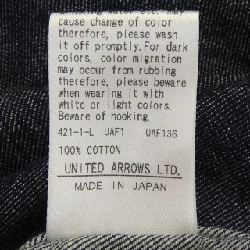 may
cause change of color
therefore, please wash
it off promptly. For dark
colors, color migration
may occur from rubbing
therefore, please beware
when wearing it with
white or light colors.
Beware of hooking.
421-1-L UAF1 UMF136
100% COTTON
UNITED ARROWS LTD.
MADE IN JAPAN